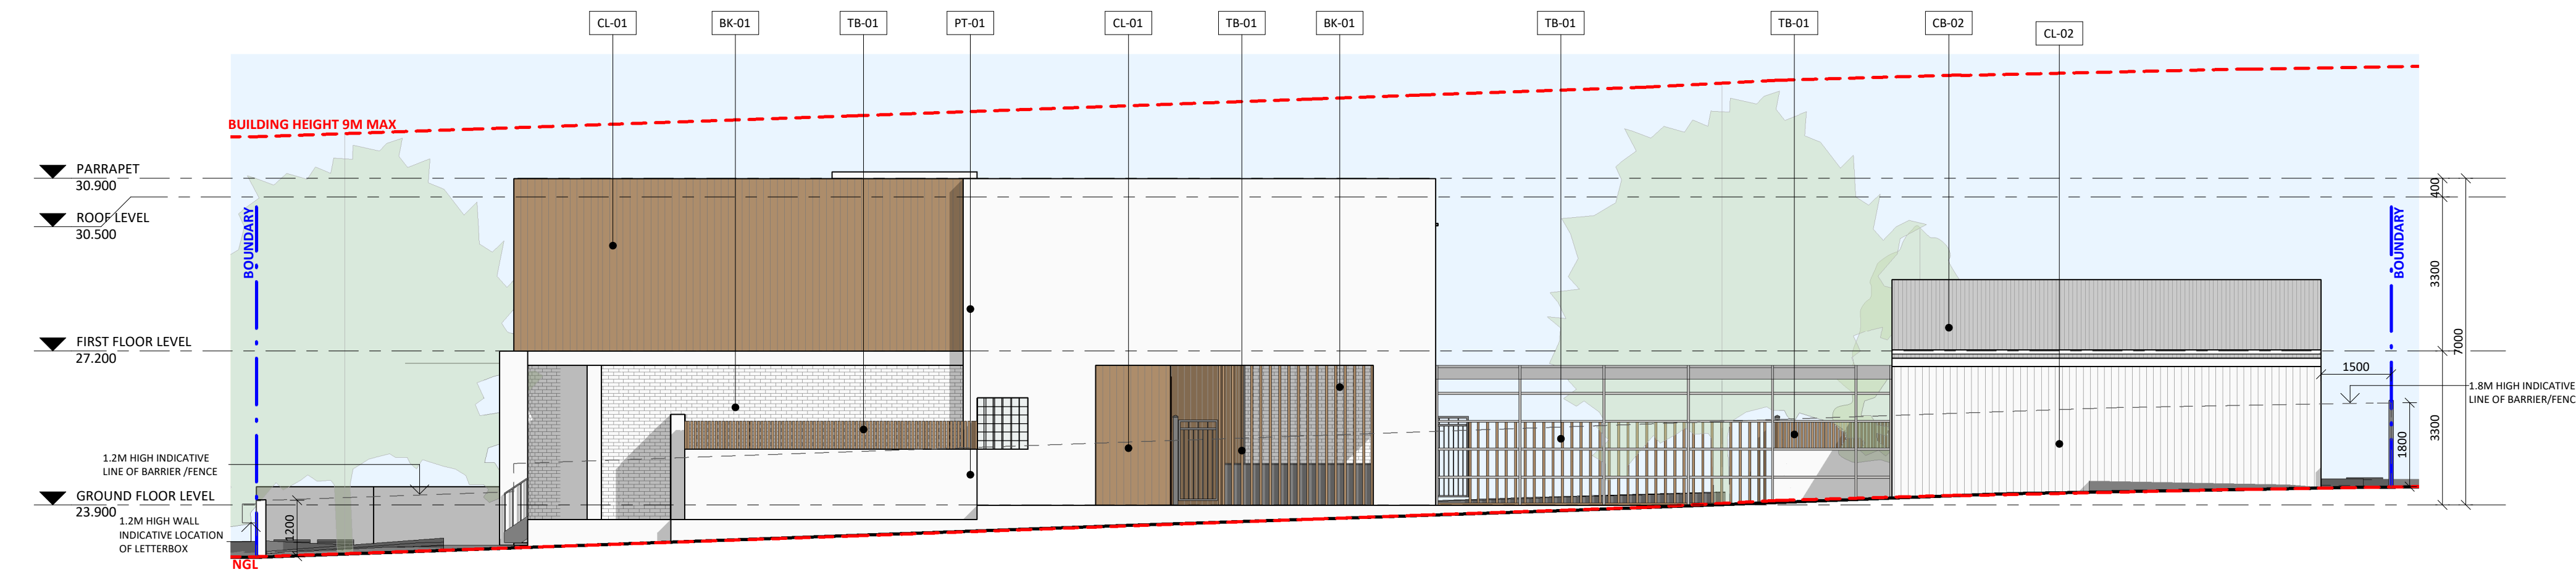 CL-01
BK-01
TB-01
PT-01
CL-01
TB-01
BK-01
TB-01
TB-01
CB-02
CL-02
BUILDING HEIGHT 9M MAX
PARRAPET
30.900
ROOF LEVEL
30.500
BOUNDARY
BOUNDARY
400
3300
7000
FIRST FLOOR LEVEL
27.200
1500
1.8M HIGH INDICATIVE
LINE OF BARRIER/FENC
3300
1800
1.2M HIGH INDICATIVE
LINE OF BARRIER /FENCE
GROUND FLOOR LEVEL
23.900
1.2M HIGH WALL
INDICATIVE LOCATION
OF LETTERBOX
1200
NGL